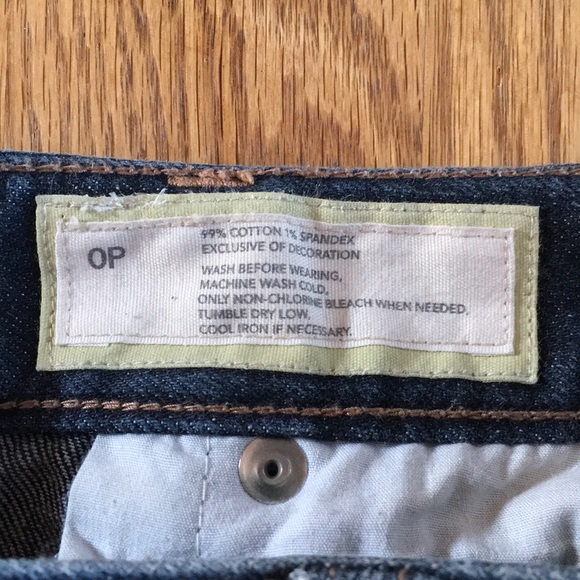 0P
99% COTTON 1% SPANDEX
EXCLUSIVE OF DECORATION
WASH BEFORE WEARING,
MACHINE WASH COLD,
ONLY NON-CHLORINE BLEACH WHEN NEEDED,
TUMBLE DRY LOW.
COOL IRON IF NECESSARY.